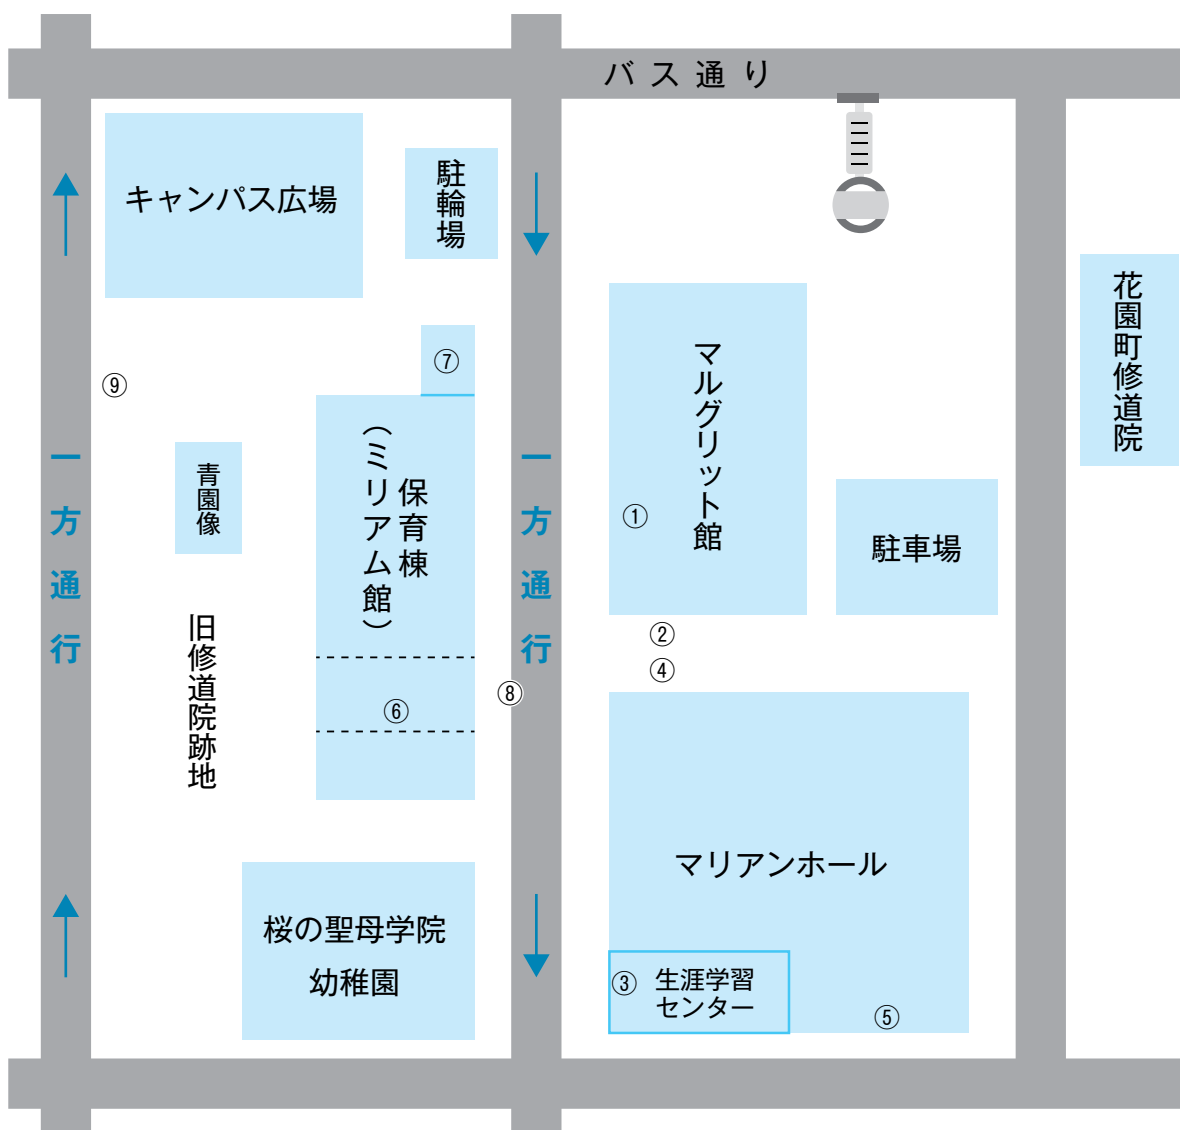 バス通り
キャンパス広場
駐輪場
花園町修道院
⑦
マルグリット館
⑨
保育棟
(ミリアム館)
一方通行
一方通行
青園像
①
駐車場
旧修道院跡地
②
④
⑧
⑥
マリアンホール
桜の聖母学院
幼稚園
③
生涯学習
センター
⑤